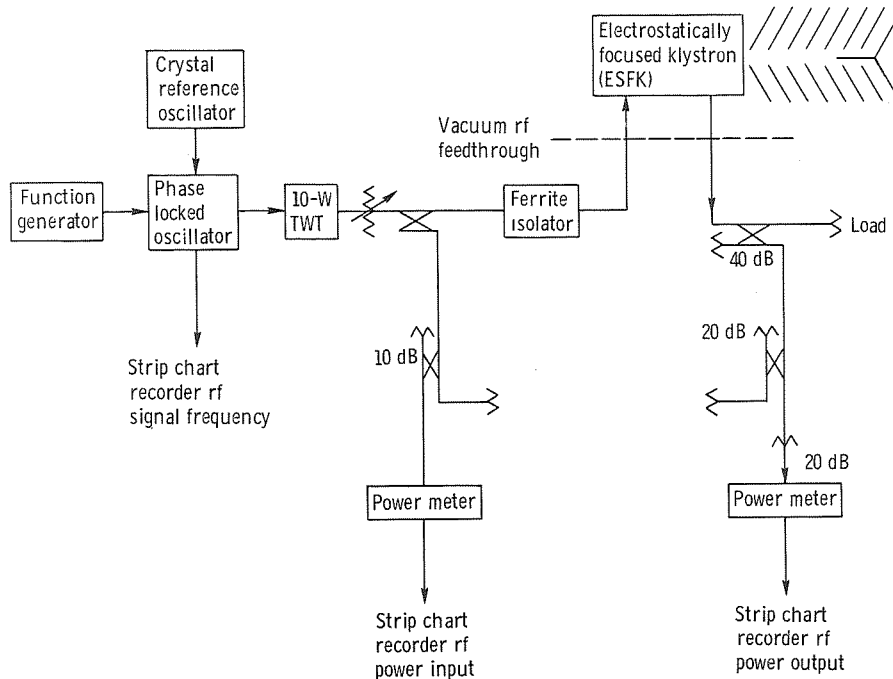 Crystal
reference
oscillator
Electrostatically
focused klystron
(ESFK)
Vacuum rf
feedthrough
Function
generator
Phase
locked
oscillator
10-W
TWT
Ferrite
isolator
Load
40 dB
10 dB
20 dB
20 dB
Strip chart
recorder rf
signal frequency
Power meter
Power meter
Strip chart
recorder rf
power input
Strip chart
recorder rf
power output